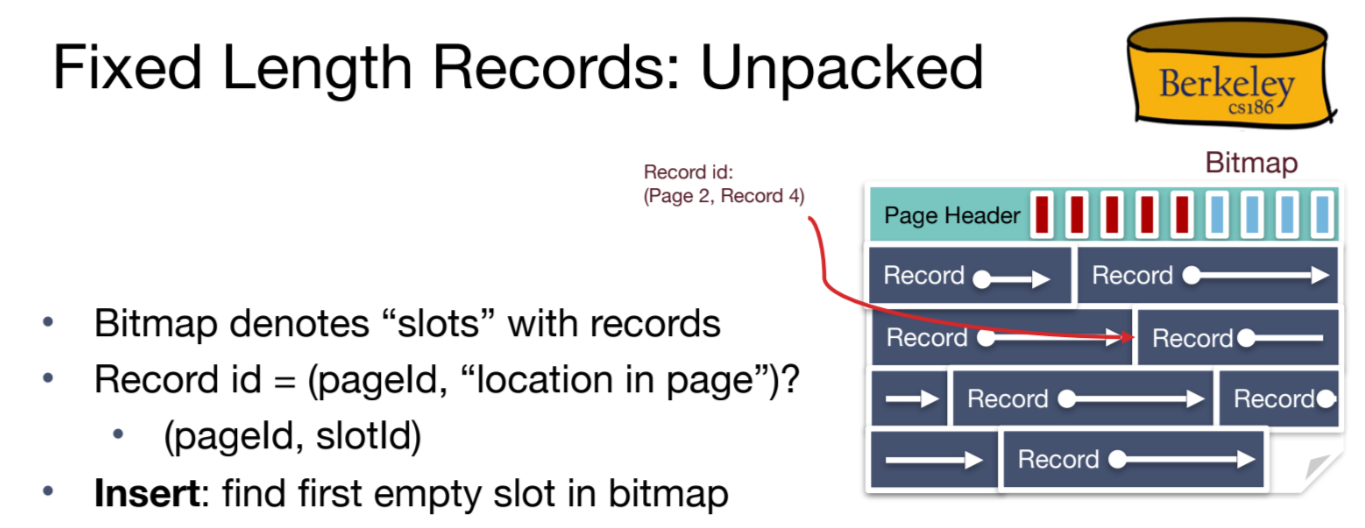 Fixed Length Records: Unpacked
Berkeley
cs186
Bitmap
Record id:
(Page 2, Record 4)
Page Header
Record
Record
Record
Record
Record
Record
Record
• Bitmap denotes “slots” with records
• Record id = (pageId, “location in page”)?
• (pageId, slotId)
• Insert: find first empty slot in bitmap